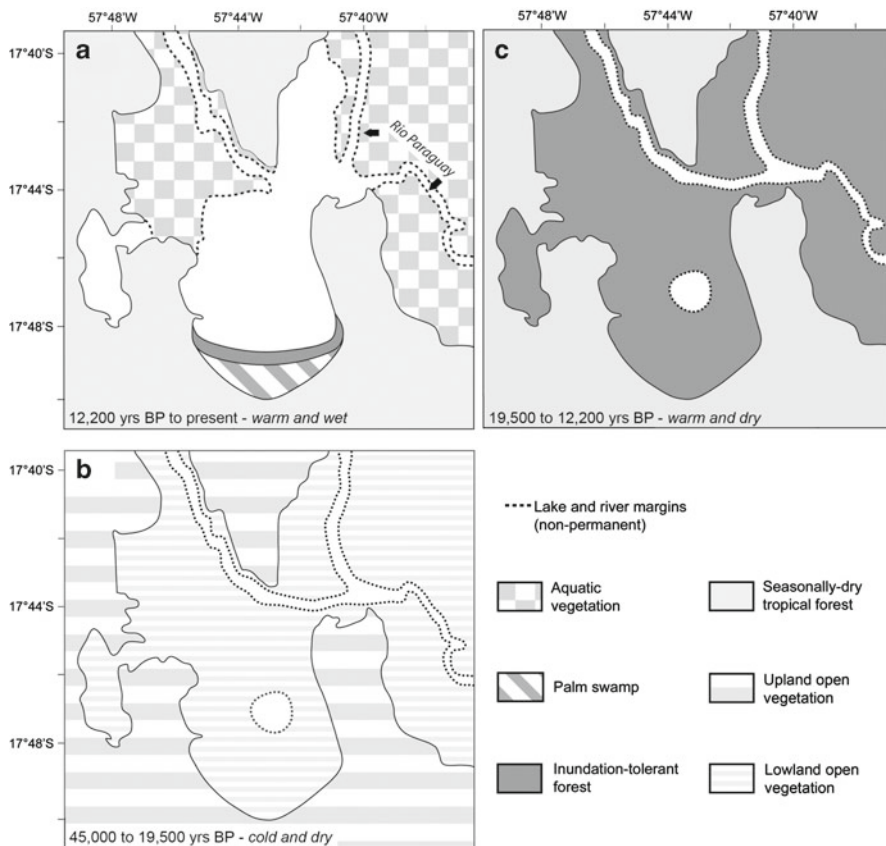 57°48'W 57°44' 57°40'
57°48'W 57°44' 57°40'
17°40'S
17°44'S
17°48'S
a
Rio Paraguay
12,200 yrs BP to present - warm and wet
c
19,500 to 12,200 yrs BP - warm and dry
17°40'S
17°44'S
17°48'S
b
45,000 to 19,500 yrs BP - cold and dry
Lake and river margins
(non-permanent)
Aquatic
vegetation
Seasonally-dry
tropical forest
Palm swamp
Upland open
vegetation
Inundation-tolerant
forest
Lowland open
vegetation